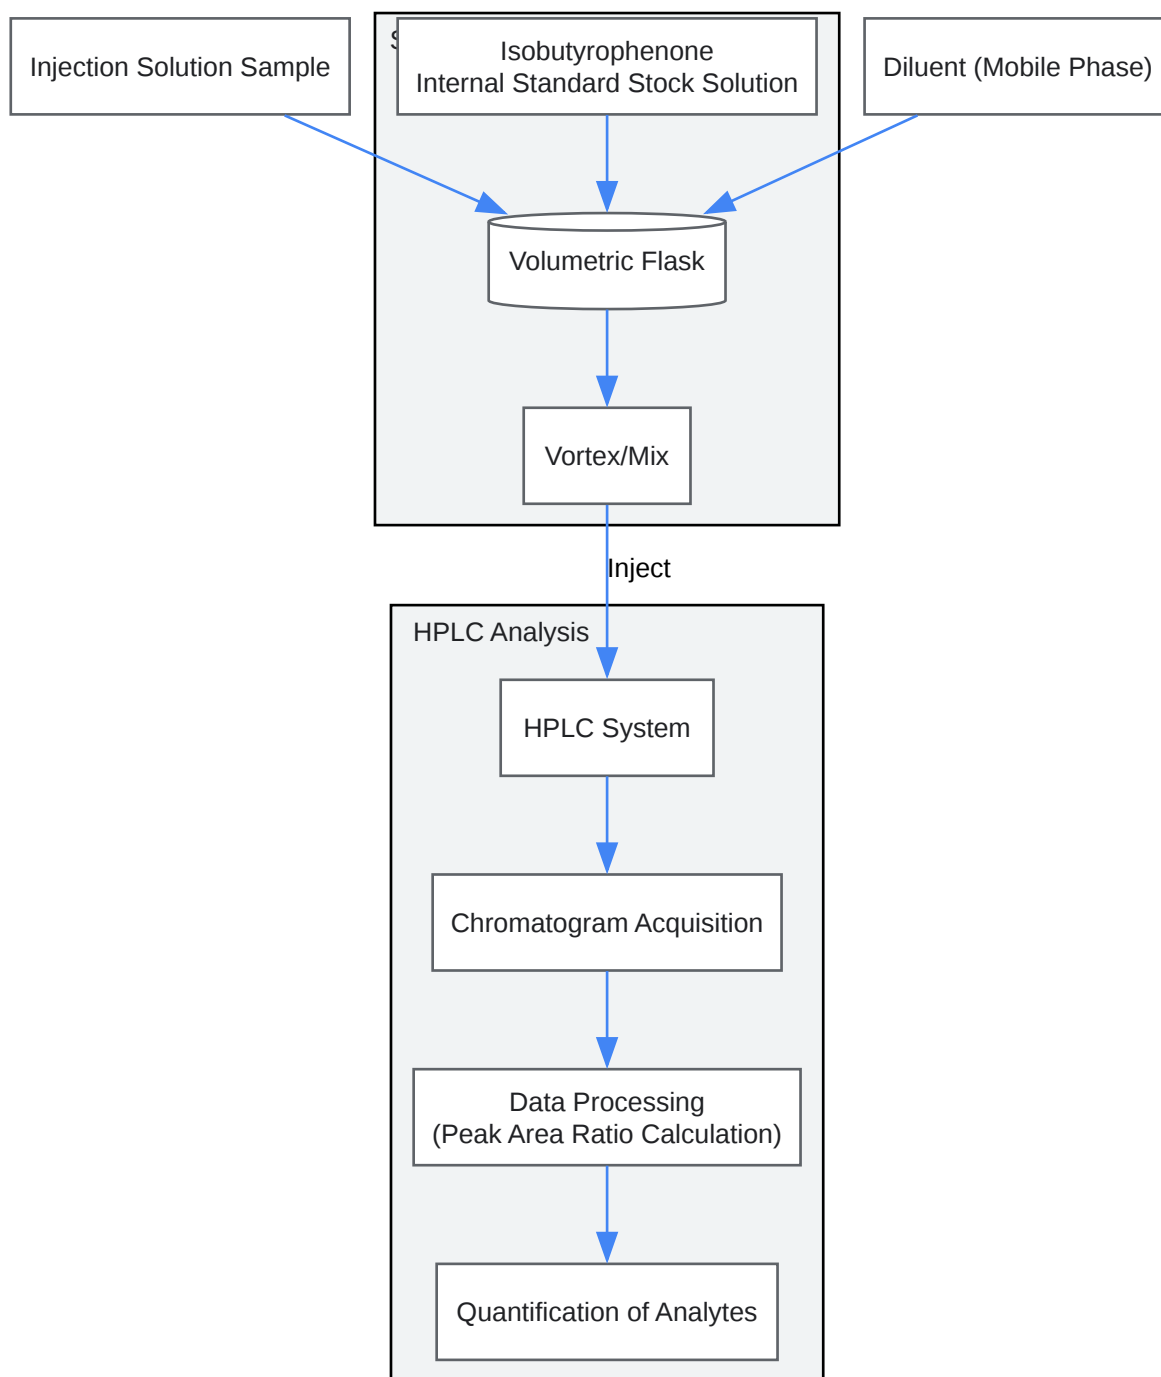 Injection Solution Sample
Isobutyrophenone
Internal Standard Stock Solution
Diluent (Mobile Phase)
Volumetric Flask
Vortex/Mix
Inject
HPLC Analysis
HPLC System
Chromatogram Acquisition
Data Processing
(Peak Area Ratio Calculation)
Quantification of Analytes